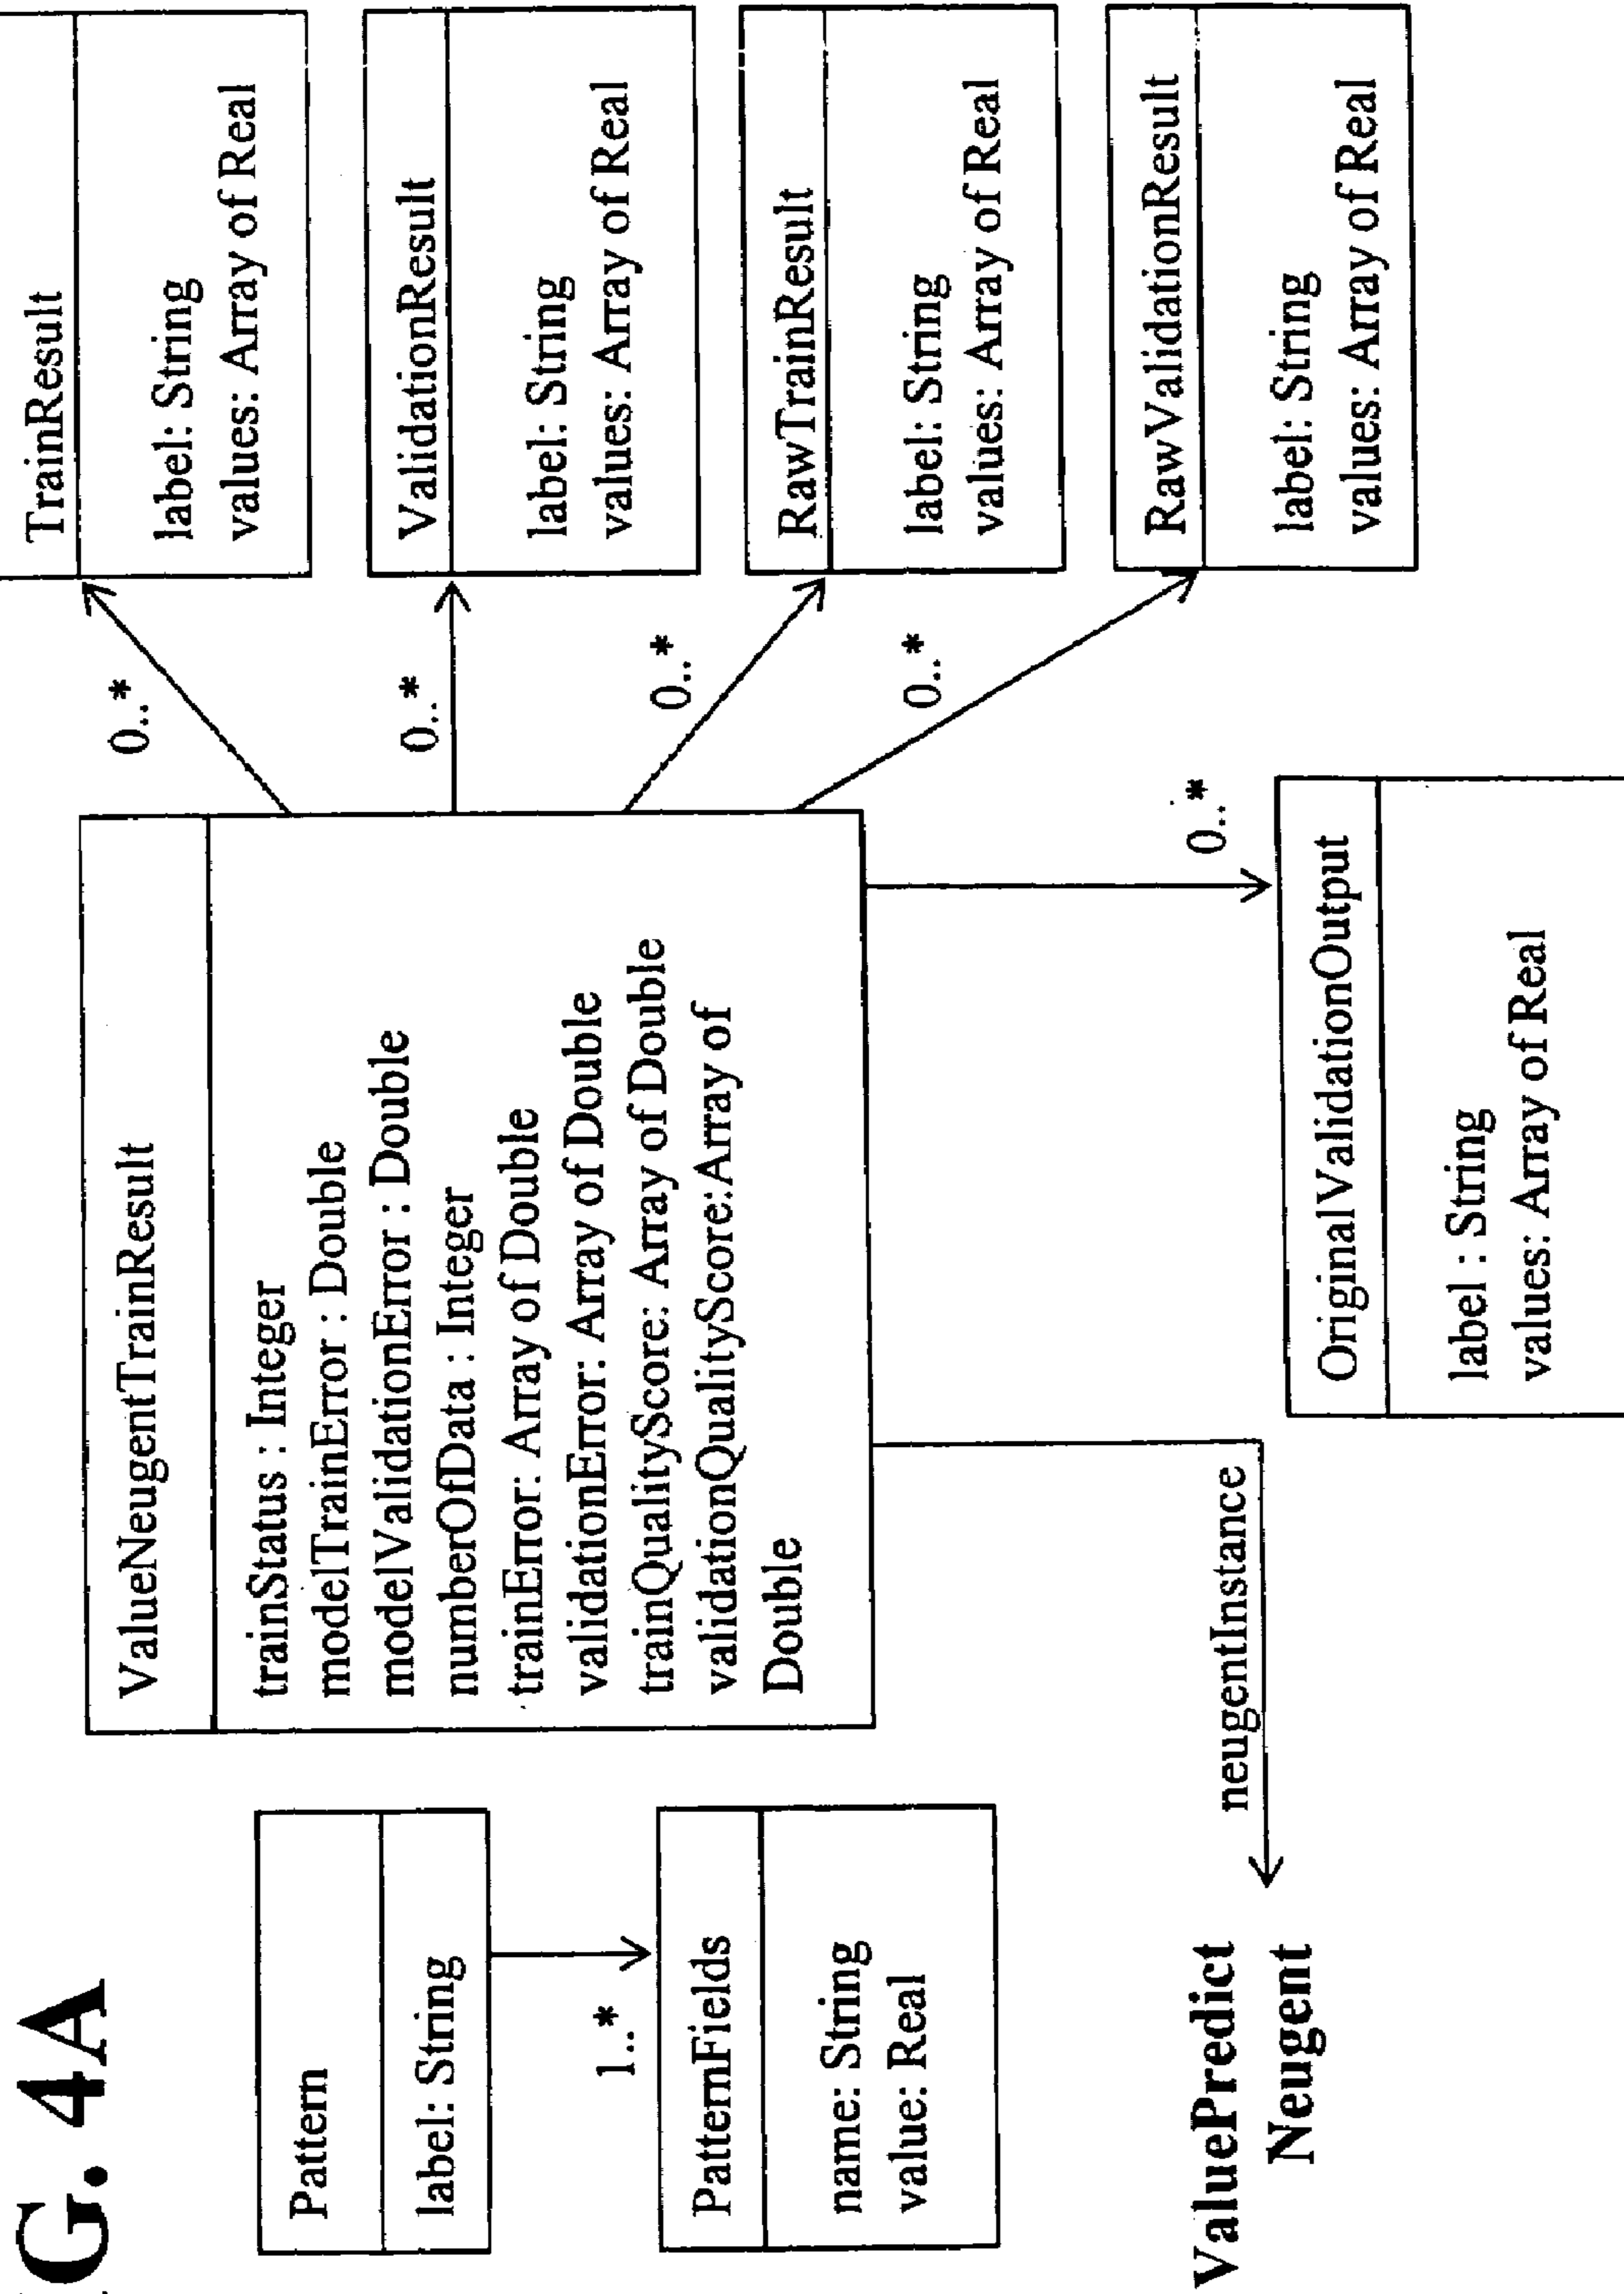 G. 4A
Pattern
label: String
1..*
PatternFields
name: String
value: Real
ValuePredict
Neugent
neugentInstance
ValueNeugentTrainResult
trainStatus : Integer
modelTrainError : Double
modelValidationError : Double
numberOfData : Integer
trainError: Array of Double
validationError: Array of Double
trainQualityScore: Array of Double
validationQualityScore:Array of
Double
0..*
OriginalValidationOutput
label : String
values: Array of Real
0..*
TrainResult
label: String
values: Array of Real
0..*
ValidationResult
label: String
values: Array of Real
0..*
RawTrainResult
label: String
values: Array of Real
0..*
RawValidationResult
label: String
values: Array of Real